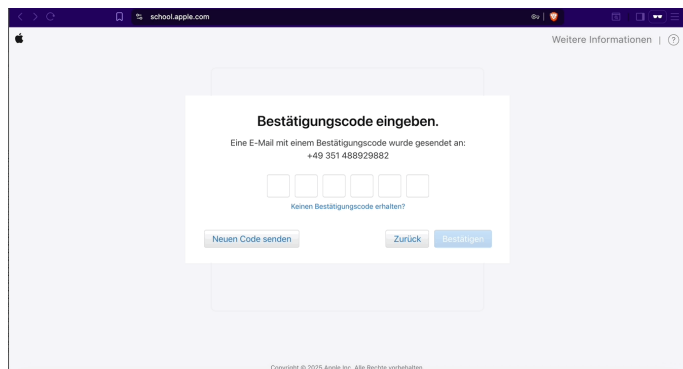 school.apple.com
Weitere Informationen | ?
Bestätigungscode eingeben.
Eine E-Mail mit einem Bestätigungscode wurde gesendet an:
+49 351 488929882
Keinen Bestätigungscode erhalten?
Neuen Code senden
Zurück
Bestätigen
Copyright © 2025 Apple Inc. Alle Rechte vorbehalten.